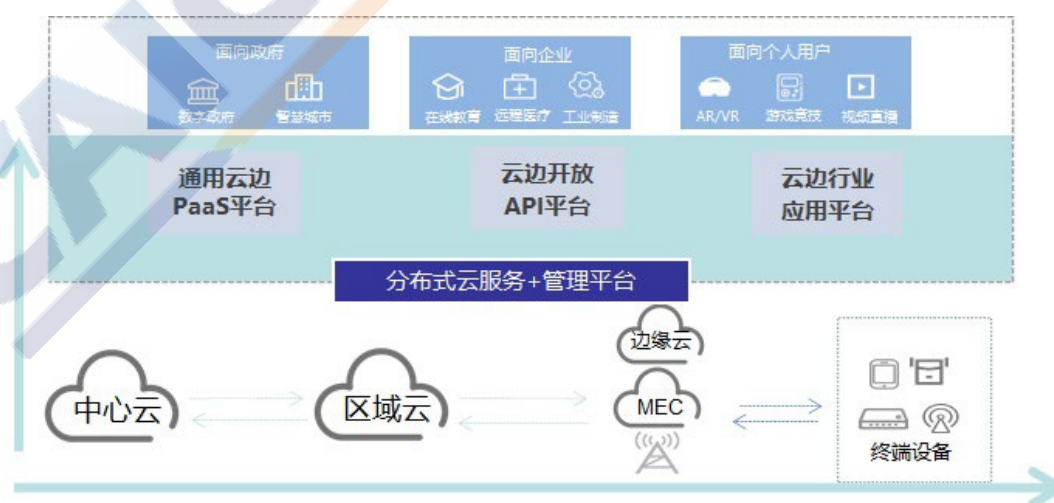 面向政府
数字政府 智慧城市
面向企业
在线教育 远程医疗 工业制造
面向个人用户
AR/VR 游戏竞技 视频直播
通用云边
PaaS平台
云边开放
API平台
云边行业
应用平台
分布式云服务+管理平台
中心云
区域云
边缘云
MEC
终端设备